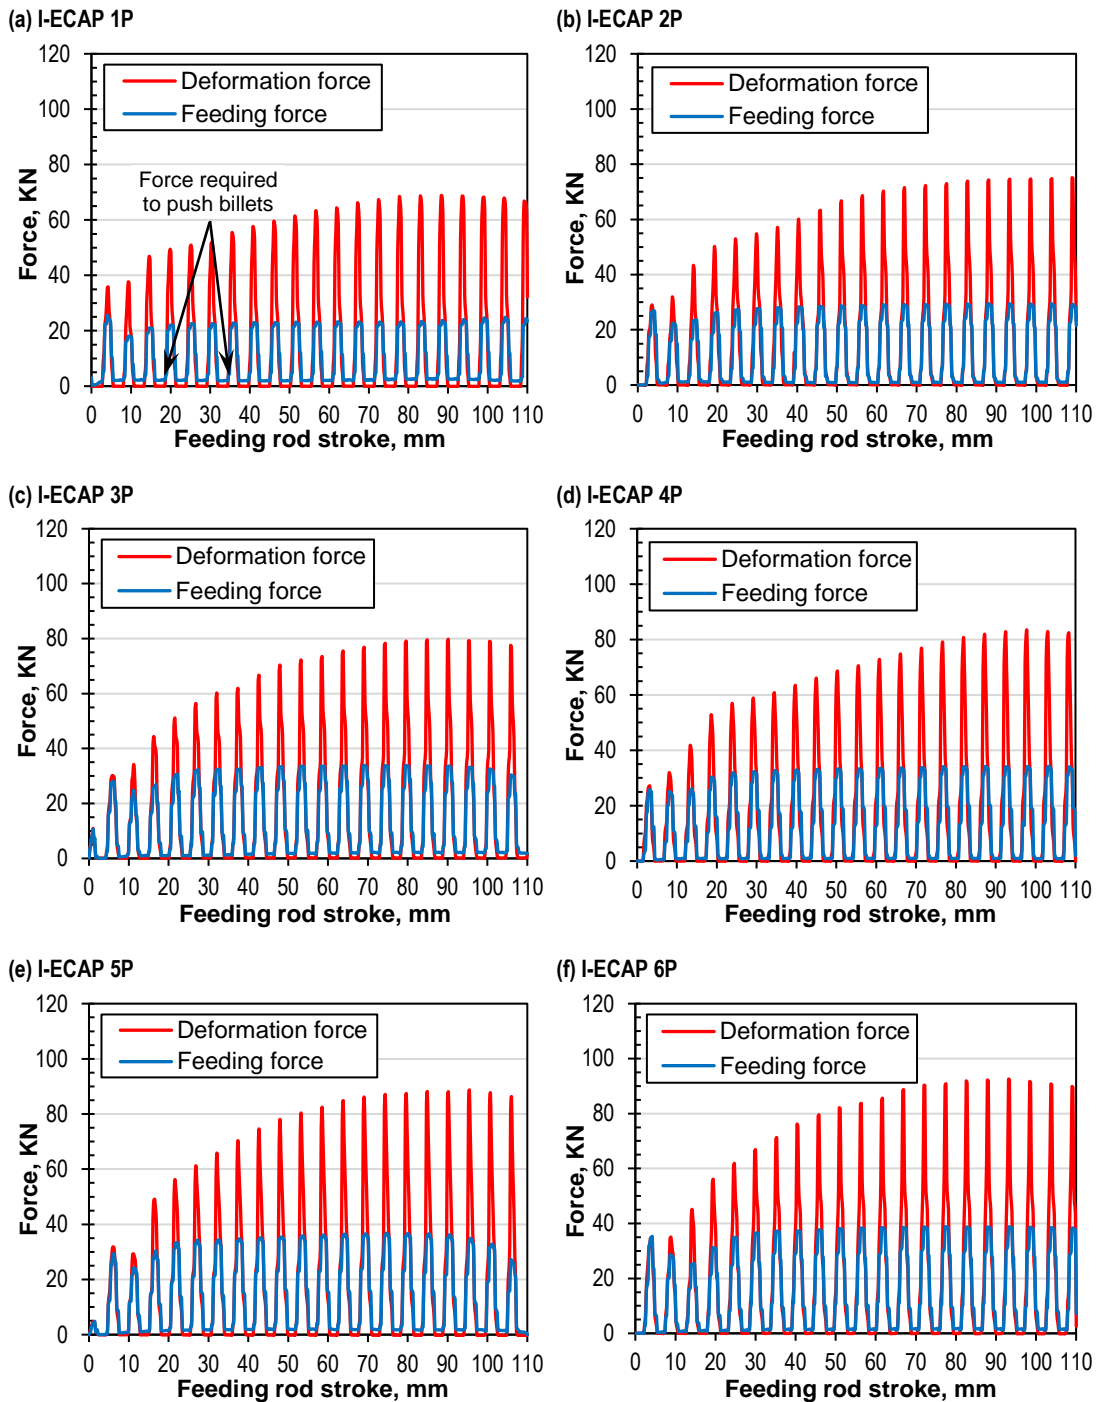 (a) I-ECAP 1P
120
100
80
60
40
20
0
Force, KN
Deformation force
Feeding force
Force required
to push billets
0 10 20 30 40 50 60 70 80 90 100 110
Feeding rod stroke, mm
(b) I-ECAP 2P
120
100
80
60
40
20
0
Force, KN
Deformation force
Feeding force
0 10 20 30 40 50 60 70 80 90 100 110
Feeding rod stroke, mm
(c) I-ECAP 3P
120
100
80
60
40
20
0
Force, KN
Deformation force
Feeding force
0 10 20 30 40 50 60 70 80 90 100 110
Feeding rod stroke, mm
(d) I-ECAP 4P
120
100
80
60
40
20
0
Force, KN
Deformation force
Feeding force
0 10 20 30 40 50 60 70 80 90 100 110
Feeding rod stroke, mm
(e) I-ECAP 5P
120
100
80
60
40
20
0
Force, KN
Deformation force
Feeding force
0 10 20 30 40 50 60 70 80 90 100 110
Feeding rod stroke, mm
(f) I-ECAP 6P
120
100
80
60
40
20
0
Force, KN
Deformation force
Feeding force
0 10 20 30 40 50 60 70 80 90 100 110
Feeding rod stroke, mm